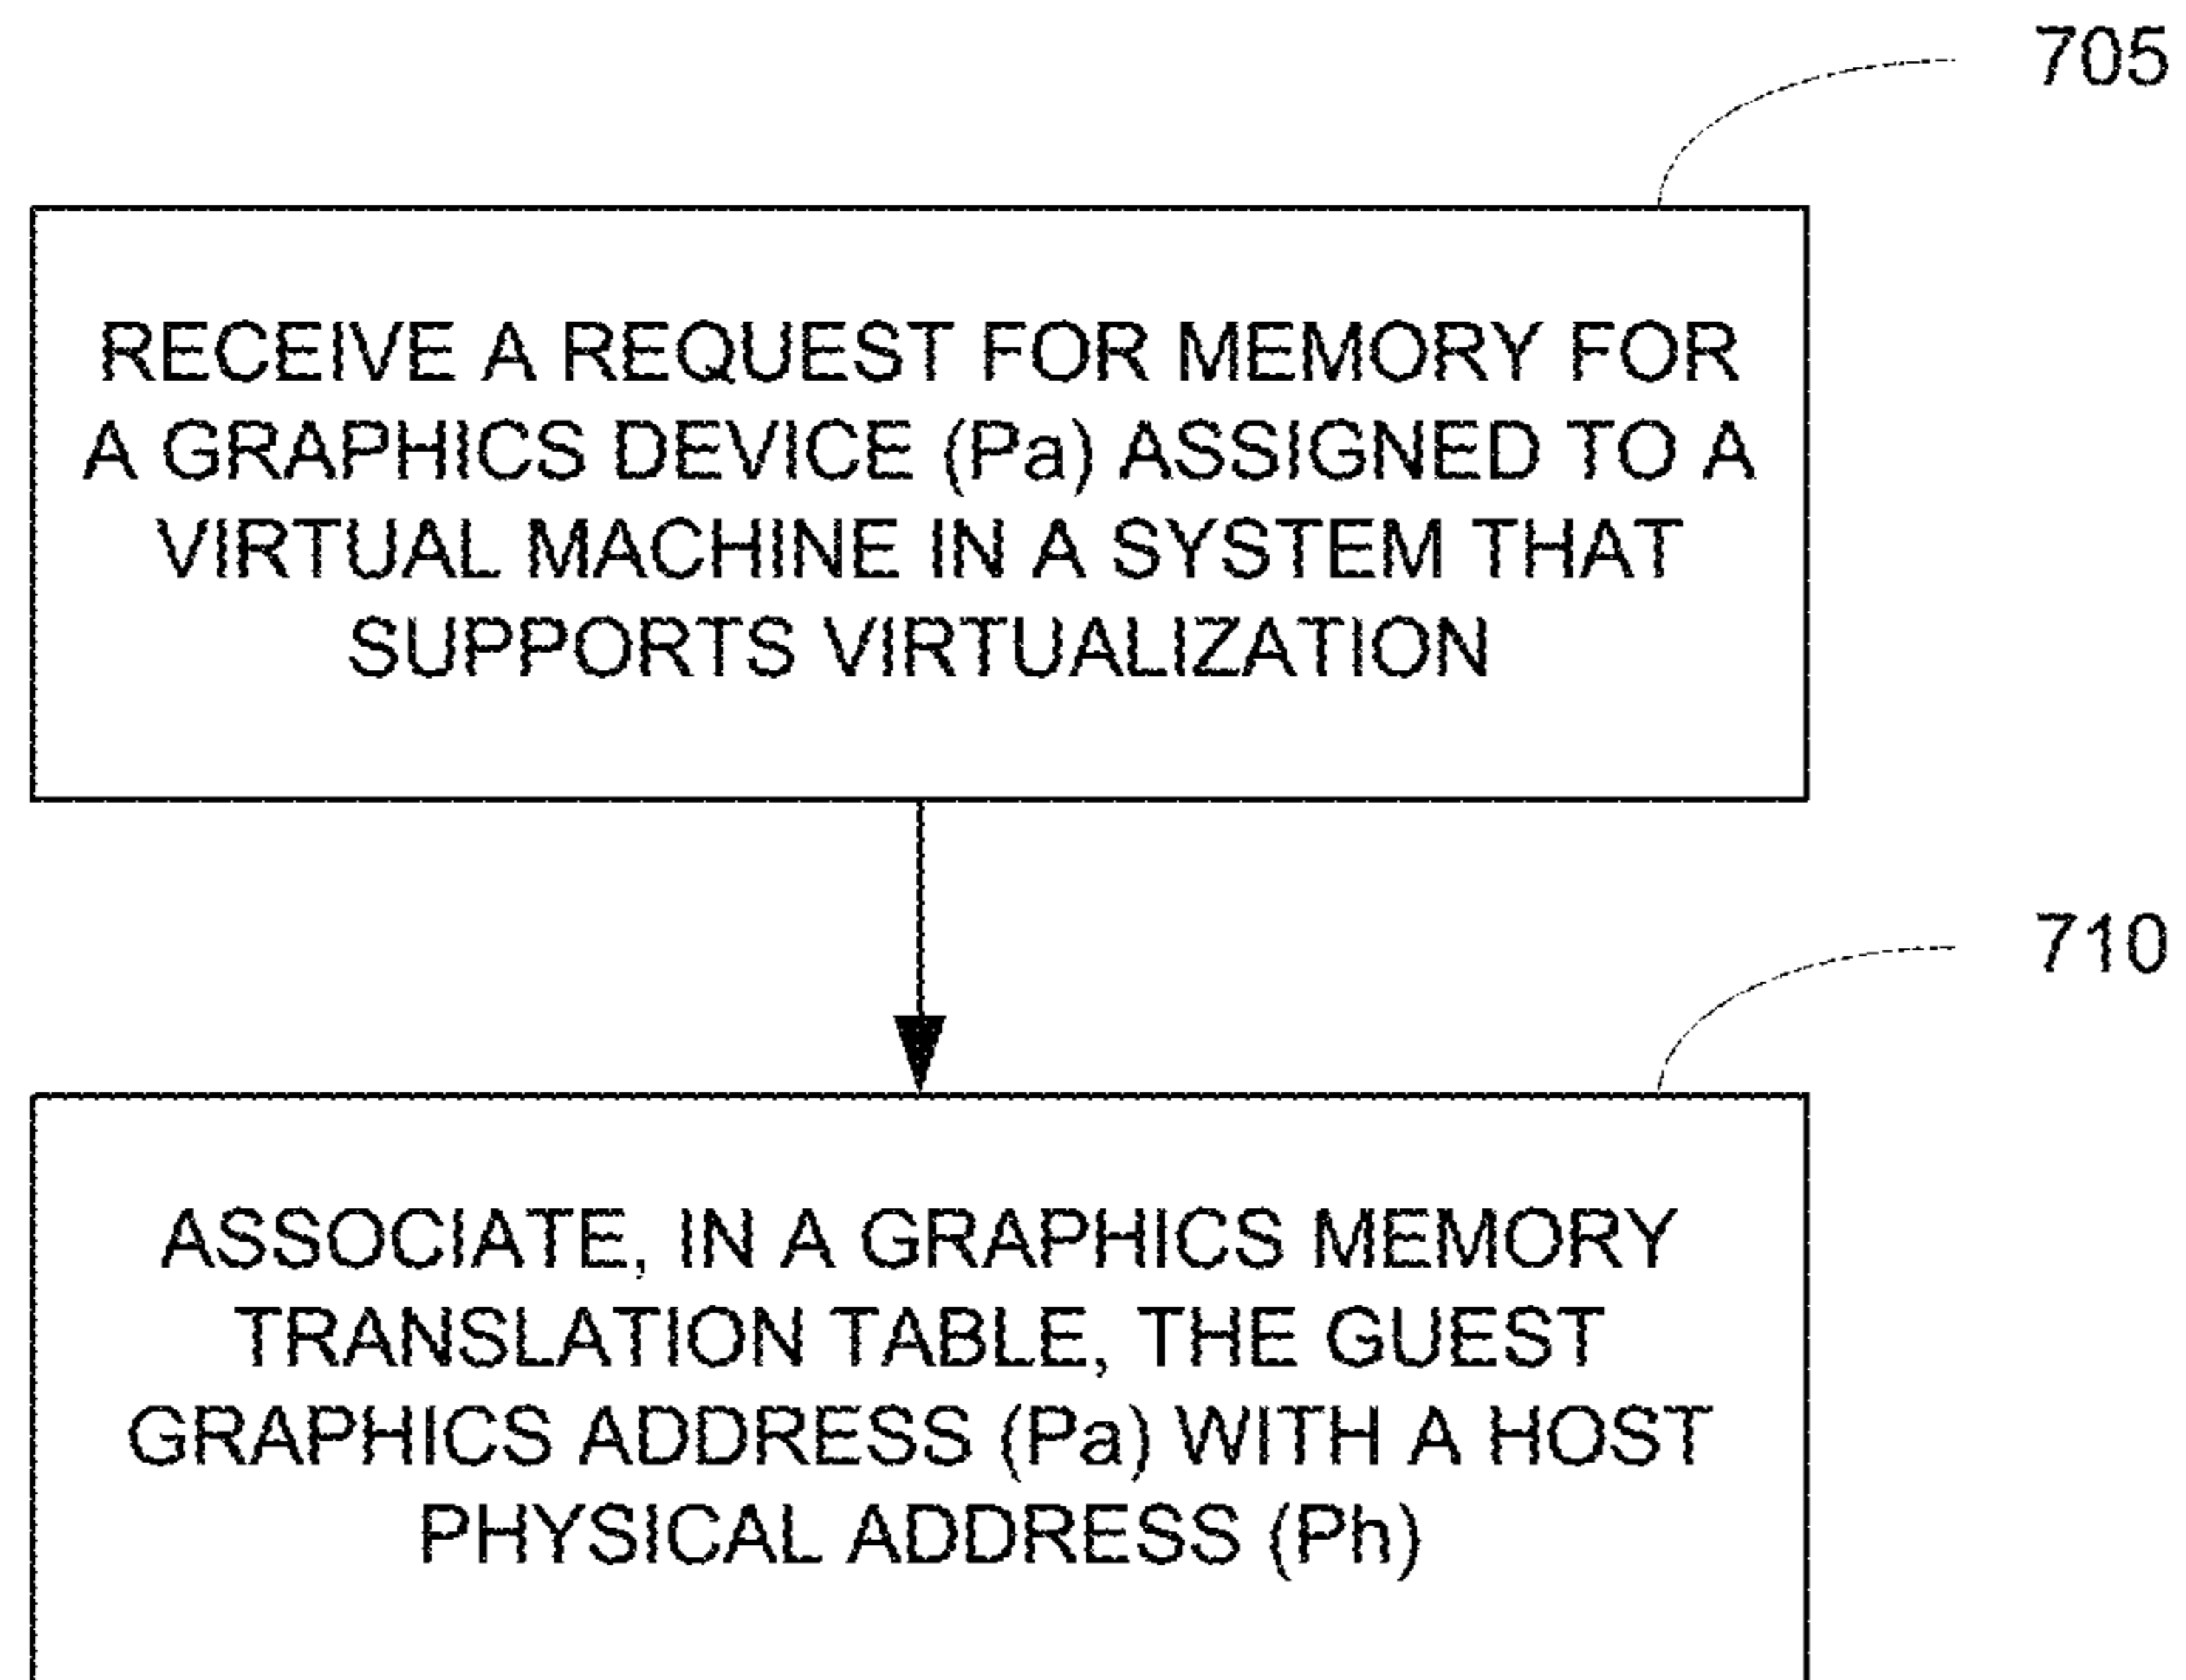 705
RECEIVE A REQUEST FOR MEMORY FOR
A GRAPHICS DEVICE (Pa) ASSIGNED TO A
VIRTUAL MACHINE IN A SYSTEM THAT
SUPPORTS VIRTUALIZATION
710
ASSOCIATE, IN A GRAPHICS MEMORY
TRANSLATION TABLE, THE GUEST
GRAPHICS ADDRESS (Pa) WITH A HOST
PHYSICAL ADDRESS (Ph)